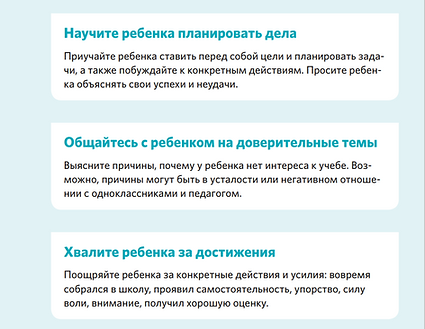 Научите ребенка планировать дела
Приучайте ребенка ставить перед собой цели и планировать зада-
чи, а также побуждайте к конкретным действиям. Просите ребен-
ка объяснять свои успехи и неудачи.
Общайтесь с ребенком на доверительные темы
Выясните причины, почему у ребенка нет интереса к учебе. Воз-
можно, причины могут быть в усталости или негативном отноше-
нии с одноклассниками и педагогом.
Хвалите ребенка за достижения
Поощряйте ребенка за конкретные действия и усилия: вовремя
собрался в школу, проявил самостоятельность, упорство, силу
воли, внимание, получил хорошую оценку.